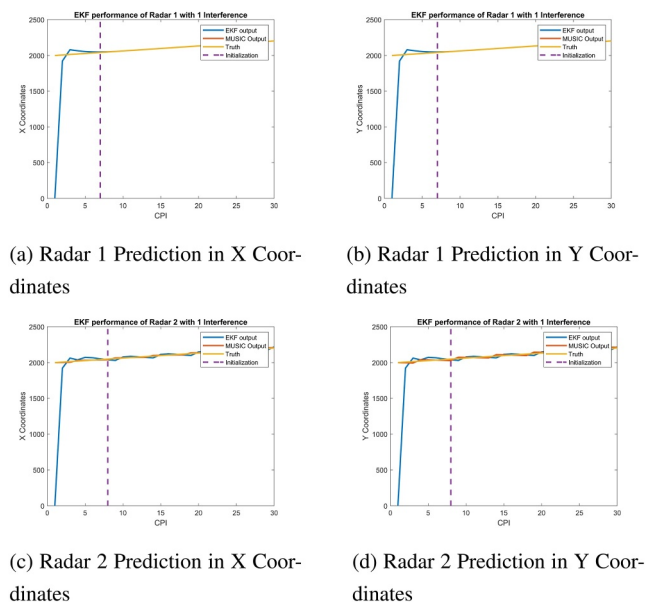 EKF performance of Radar 1 with 1 Interference
2500
2000
1500
1000
500
0
X Coordinates
0 5 10 15 20 25 30
CPI
EKF output
MUSIC Output
Truth
Initialization
EKF performance of Radar 1 with 1 Interference
2500
2000
1500
1000
500
0
Y Coordinates
0 5 10 15 20 25 30
CPI
EKF output
MUSIC Output
Truth
Initialization
(a) Radar 1 Prediction in X Coor-
dinates
(b) Radar 1 Prediction in Y Coor-
dinates
EKF performance of Radar 2 with 1 Interference
2500
2000
1500
1000
500
0
X Coordinates
0 5 10 15 20 25 30
CPI
EKF output
MUSIC Output
Truth
Initialization
EKF performance of Radar 2 with 1 Interference
2500
2000
1500
1000
500
0
Y Coordinates
0 5 10 15 20 25 30
CPI
EKF output
MUSIC Output
Truth
Initialization
(c) Radar 2 Prediction in X Coor-
dinates
(d) Radar 2 Prediction in Y Coor-
dinates